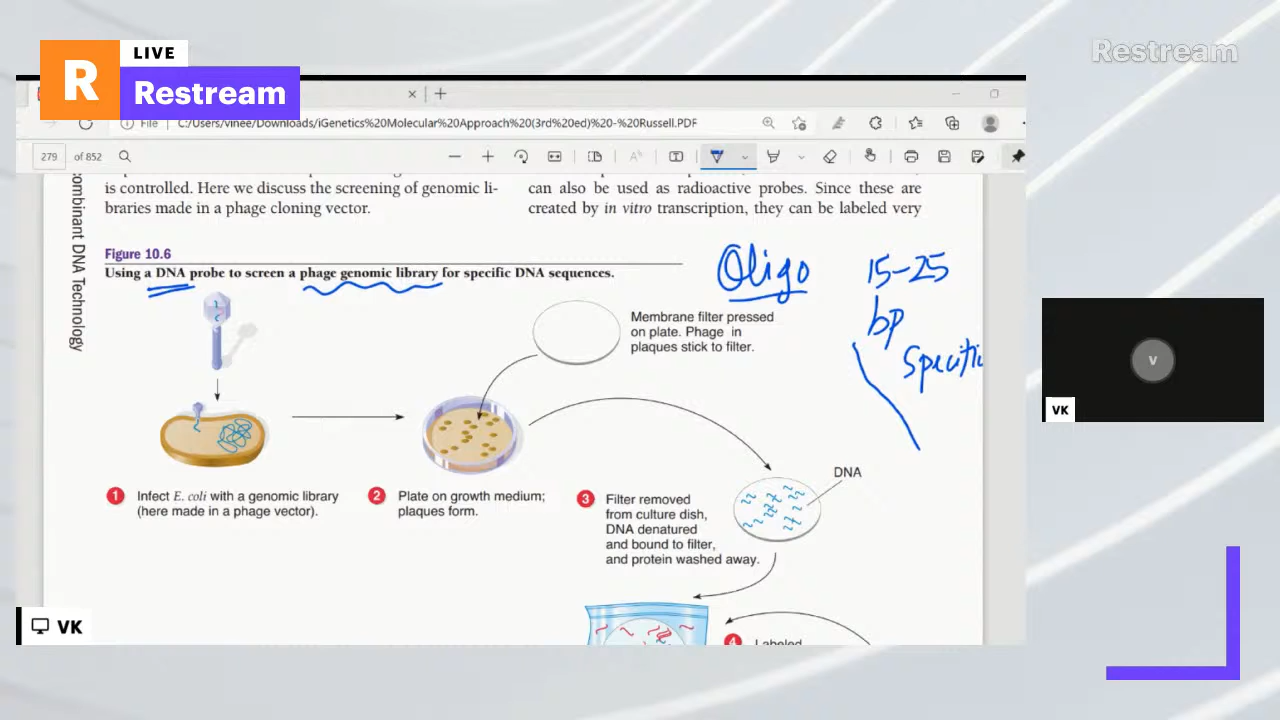 LIVE
R
Restream
Restream
File C:/Users/vinee/Downloads/iGenetics%20Molecular%20Approach%20(3rd%20ed)%20-%20Russell.PDF
279 of 852
is controlled. Here we discuss the screening of genomic li-
braries made in a phage cloning vector.
can also be used as radioactive probes. Since these are
created by in vitro transcription, they can be labeled very
combinant DNA Technology
Figure 10.6
Using a DNA probe to screen a phage genomic library for specific DNA sequences.
Oligo
15-25
bp
Specific
Membrane filter pressed
on plate. Phage in
plaques stick to filter.
DNA
1 Infect E. coli with a genomic library
(here made in a phage vector).
2 Plate on growth medium;
plaques form.
3 Filter removed
from culture dish,
DNA denatured
and bound to filter,
and protein washed away.
4 Labeled
V
VK
VK